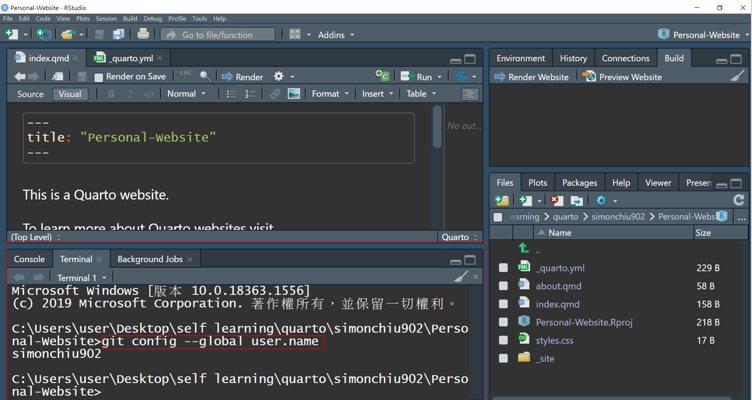 Personal-Website - RStudio
File Edit Code View Plots Session Build Debug Profile Tools Help
Go to file/function
Addins
Personal-Website
index.qmd
_quarto.yml
Render on Save
ABC
Render
Run
Source
Visual
B
I
</>
Normal
Format
Insert
Table
---
title: "Personal-Website"
---
No out...
This is a Quarto website.
To learn more about Quarto websites visit
(Top Level)
Quarto
Console
Terminal
Background Jobs
Terminal 1
Microsoft Windows [版本 10.0.18363.1556]
(c) 2019 Microsoft Corporation. 著作權所有，並保留一切權利。
C:\Users\user\Desktop\self learning\quarto\simonchiu902\Perso
nal-Website>git config --global user.name
simonchiu902
C:\Users\user\Desktop\self learning\quarto\simonchiu902\Perso
nal-Website>
Environment
History
Connections
Build
Render Website
Preview Website
Files
Plots
Packages
Help
Viewer
Presen
learning > quarto > simonchiu902 > Personal-Webs
...
Name
Size
..
_quarto.yml 229 B
about.qmd 58 B
index.qmd 158 B
Personal-Website.Rproj 218 B
styles.css 17 B
_site